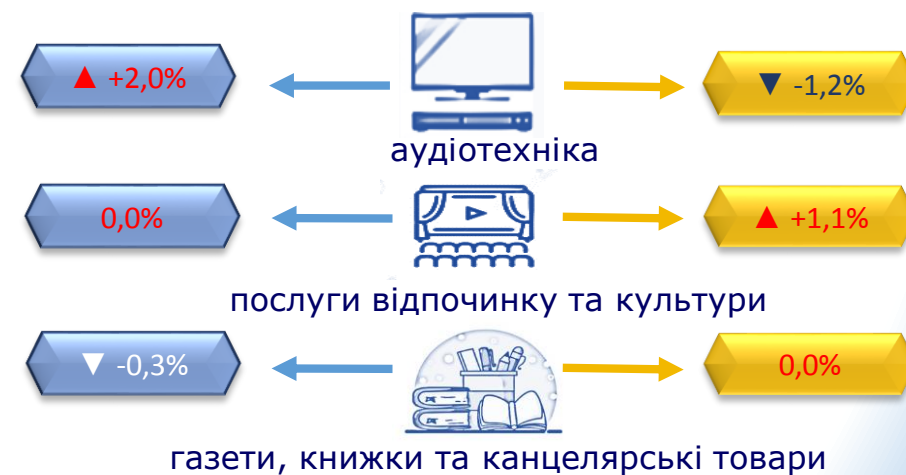 ▲ +2,0%
▼ -1,2%
аудіотехніка
0,0%
▲ +1,1%
послуги відпочинку та культури
▼ -0,3%
0,0%
газети, книжки та канцелярські товари